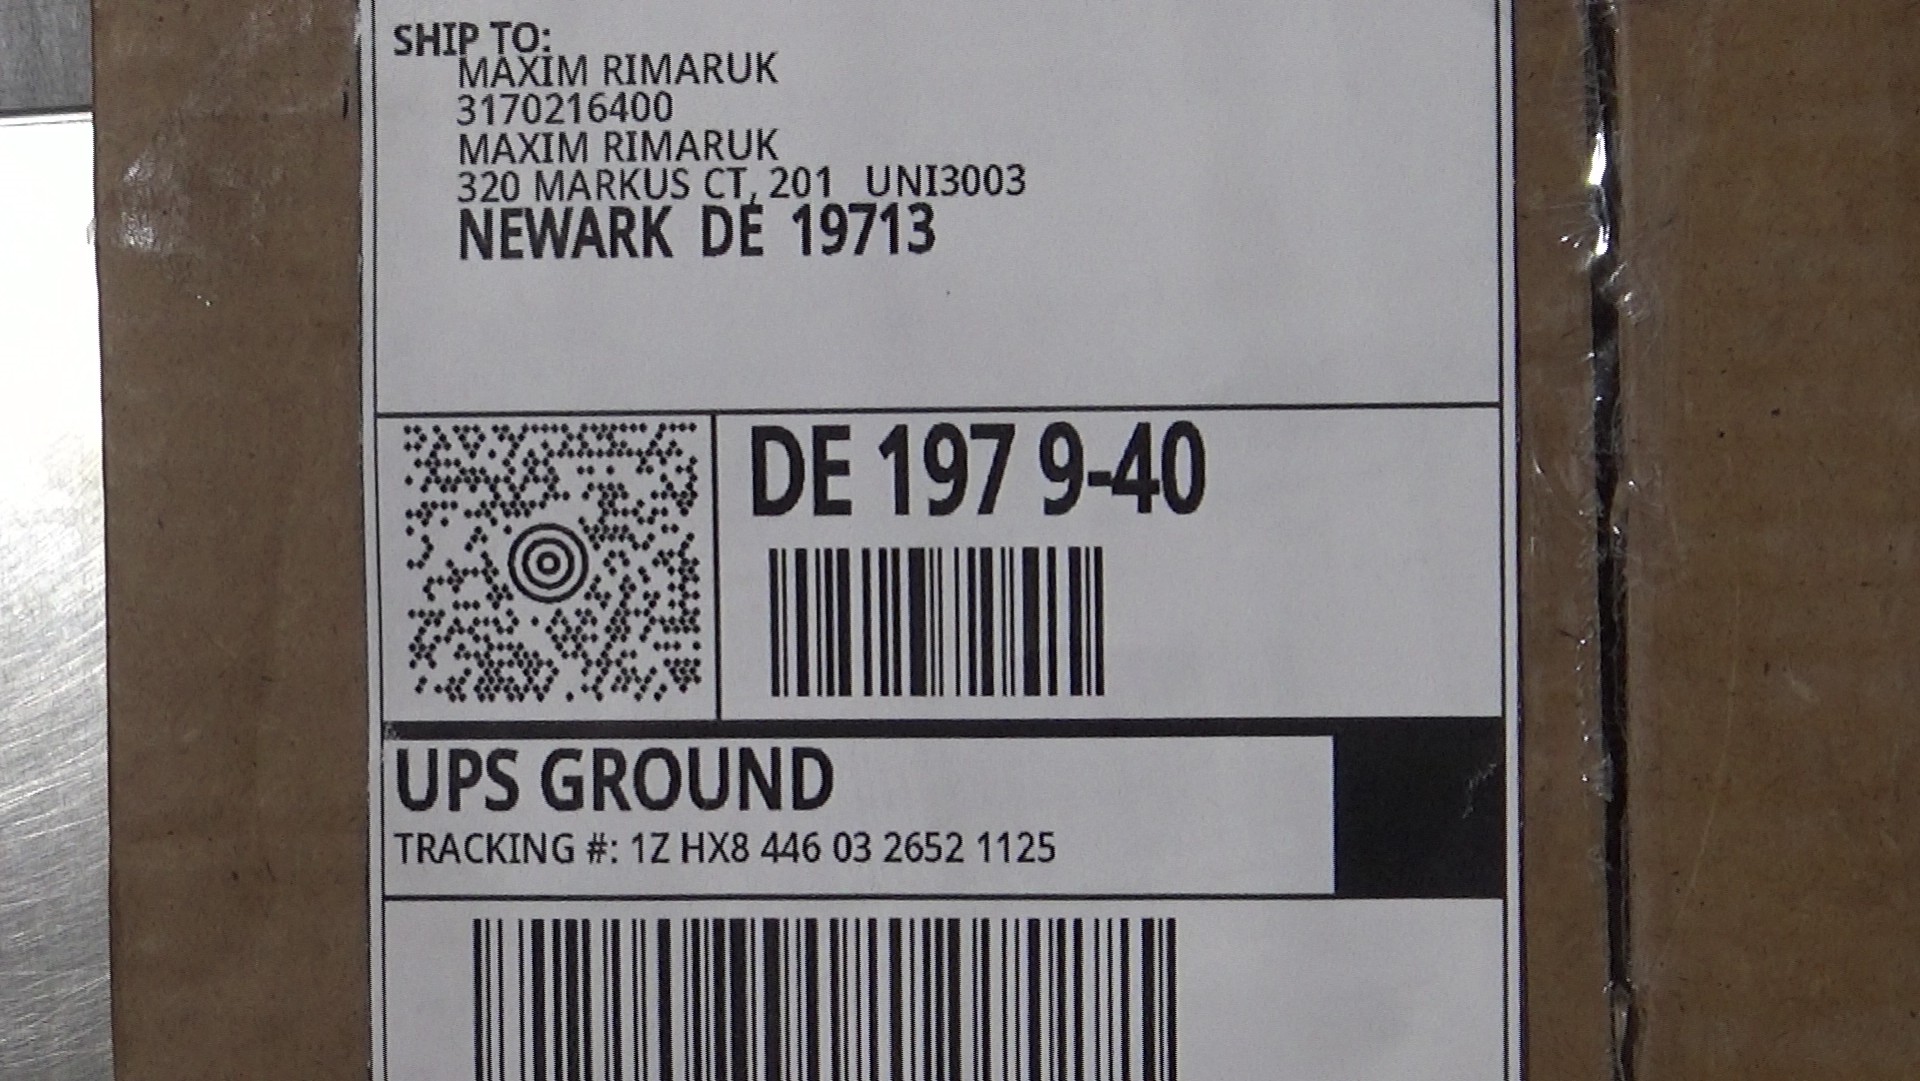 SHIP TO:
MAXIM RIMARUK
3170216400
MAXIM RIMARUK
320 MARKUS CT, 201 UNI3003
NEWARK DE 19713
DE 197 9-40
UPS GROUND
TRACKING #: 1Z HX8 446 03 2652 1125